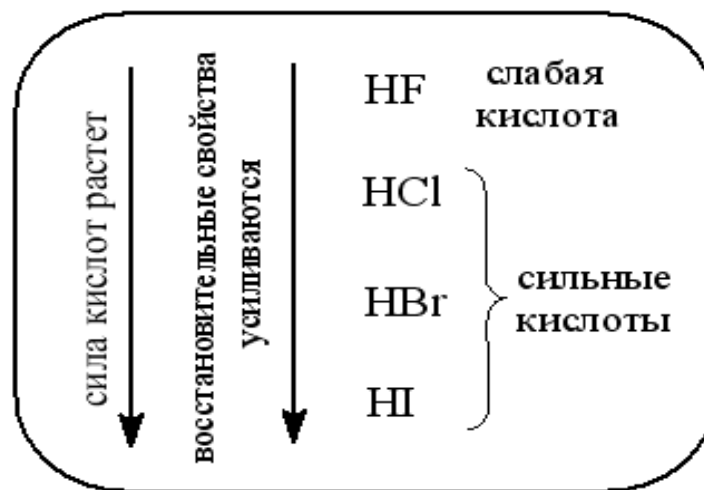 сила кислот растет
восстановительные свойства
усиливаются
HF
слабая
кислота
HCl
HBr
HI
сильные
кислоты